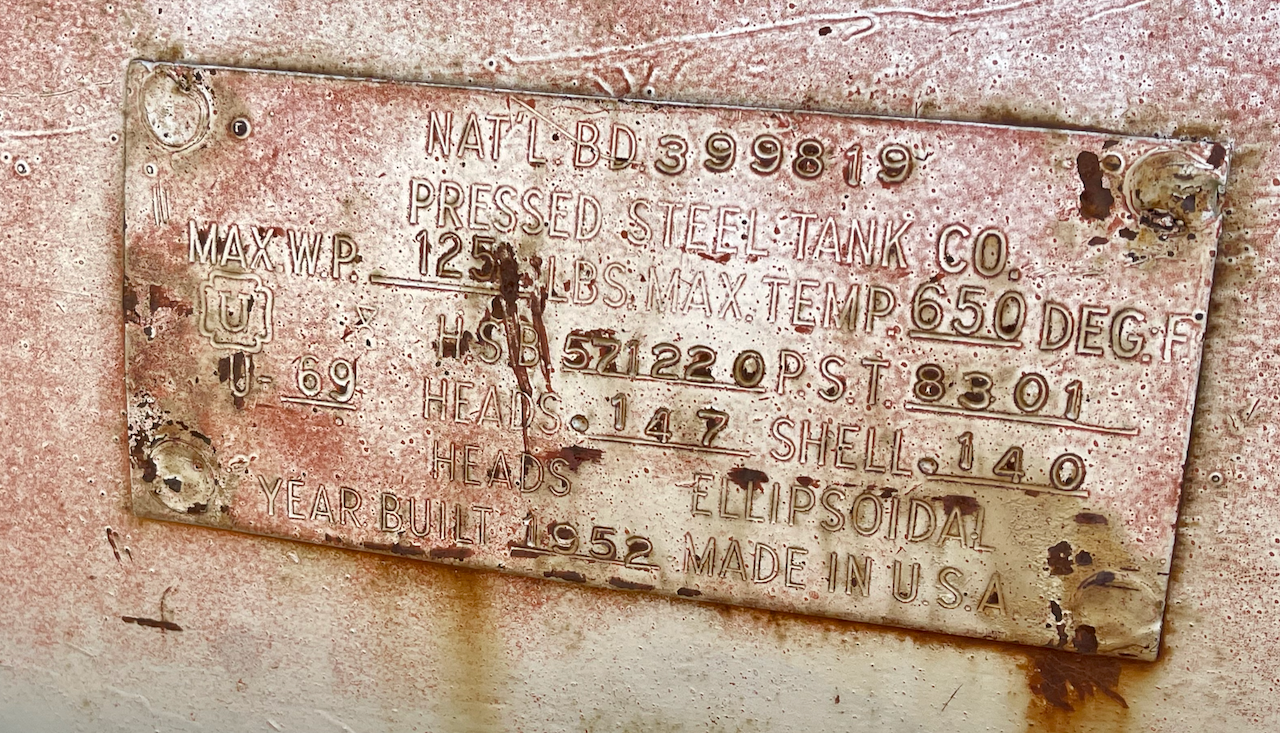 NAT'L. BD. 399819
PRESSED STEEL TANK CO.
MAX. W.P. 125 LBS. MAX. TEMP. 650 DEG. F
U
H.S.B. 571220 P.S.T. 8301
U-69
HEADS .147 SHELL .140
HEADS ELLIPSOIDAL
YEAR BUILT 1952 MADE IN U.S.A